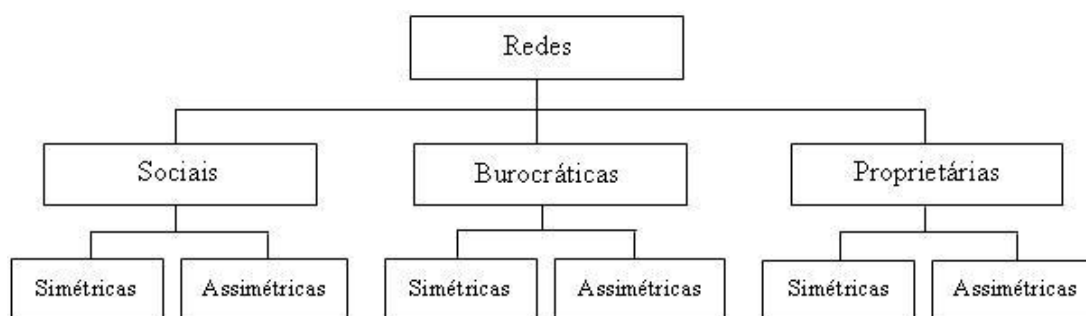 Redes
Sociais
Burocráticas
Proprietárias
Simétricas
Assimétricas
Simétricas
Assimétricas
Simétricas
Assimétricas